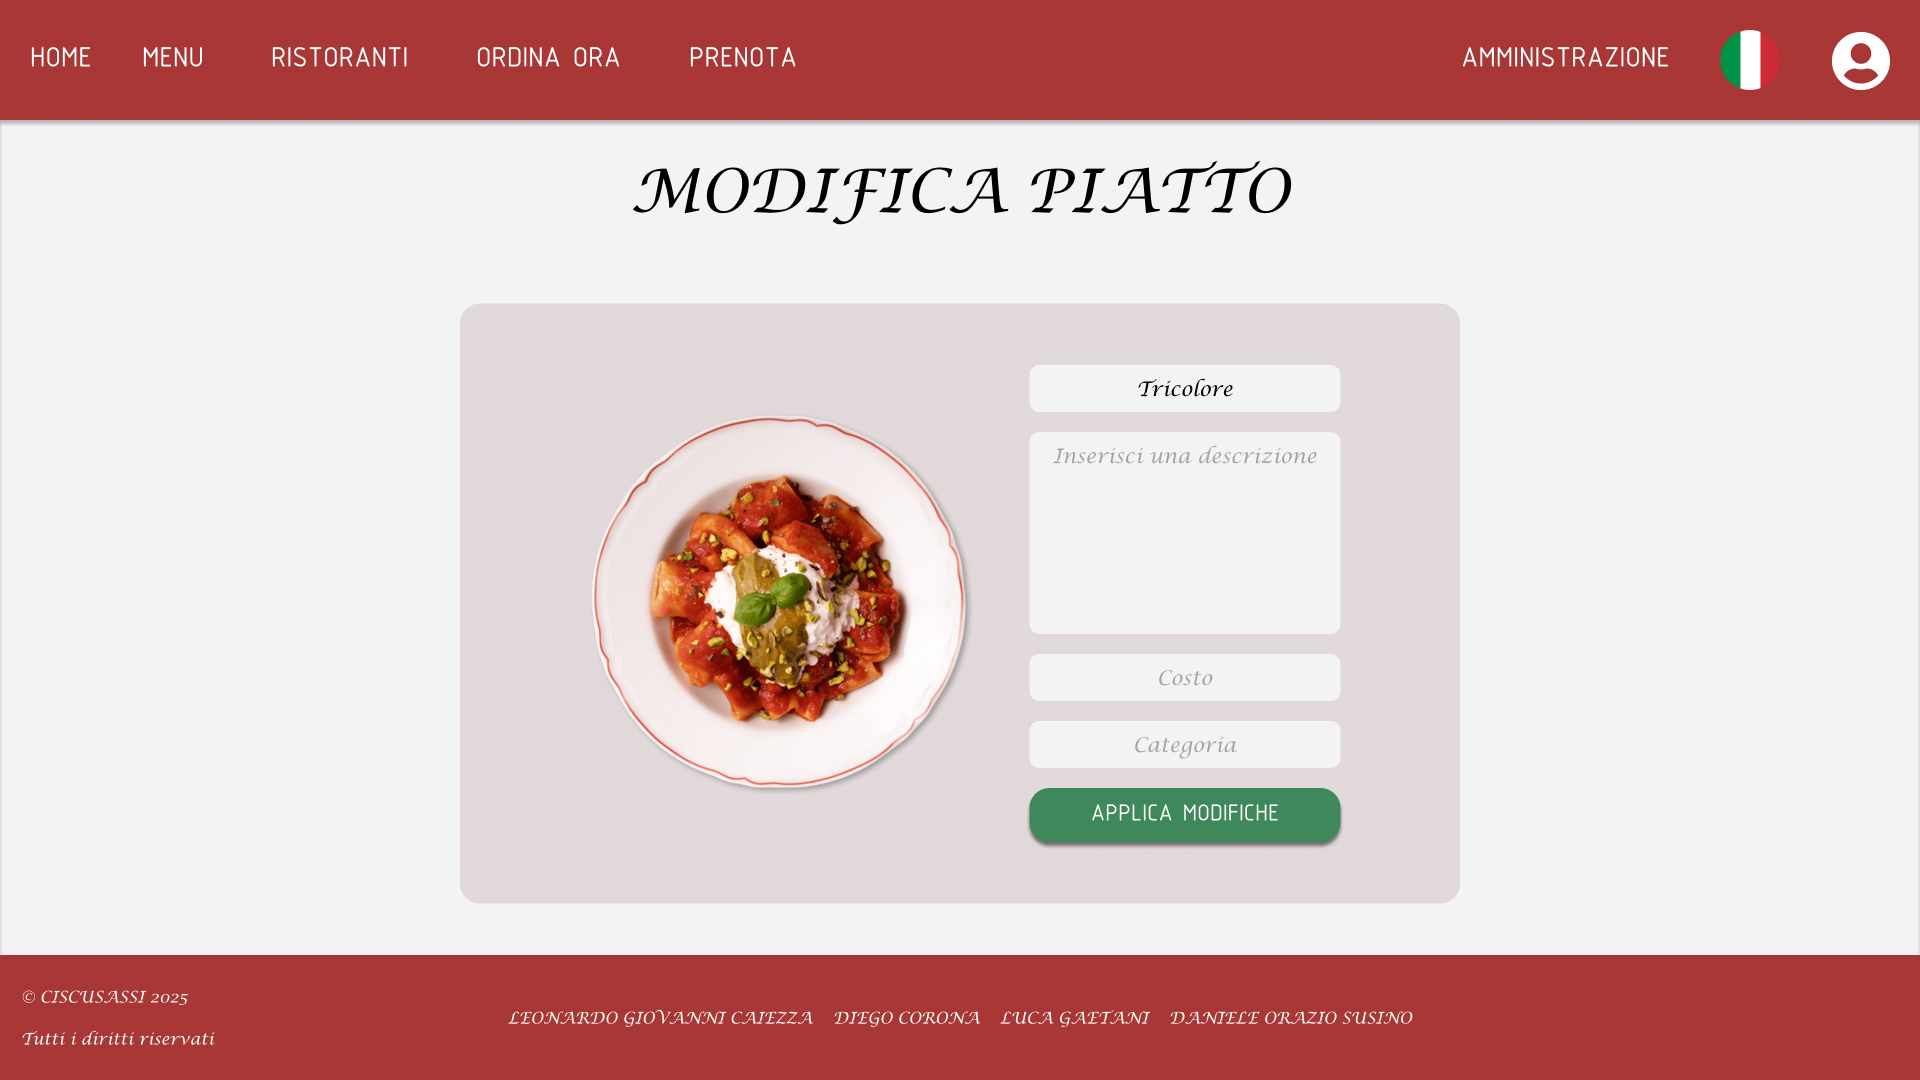 HOME MENU RISTORANTI ORDINA ORA PRENOTA AMMINISTRAZIONE
MODIFICA PIATTO
Tricolore
Inserisci una descrizione
Costo
Categoria
APPLICA MODIFICHE
© CISCUSASSI 2025
Tutti i diritti riservati
LEONARDO GIOVANNI CAIEZZA DIEGO CORONA LUCA GAETANI DANIELE ORAZIO SUSINO